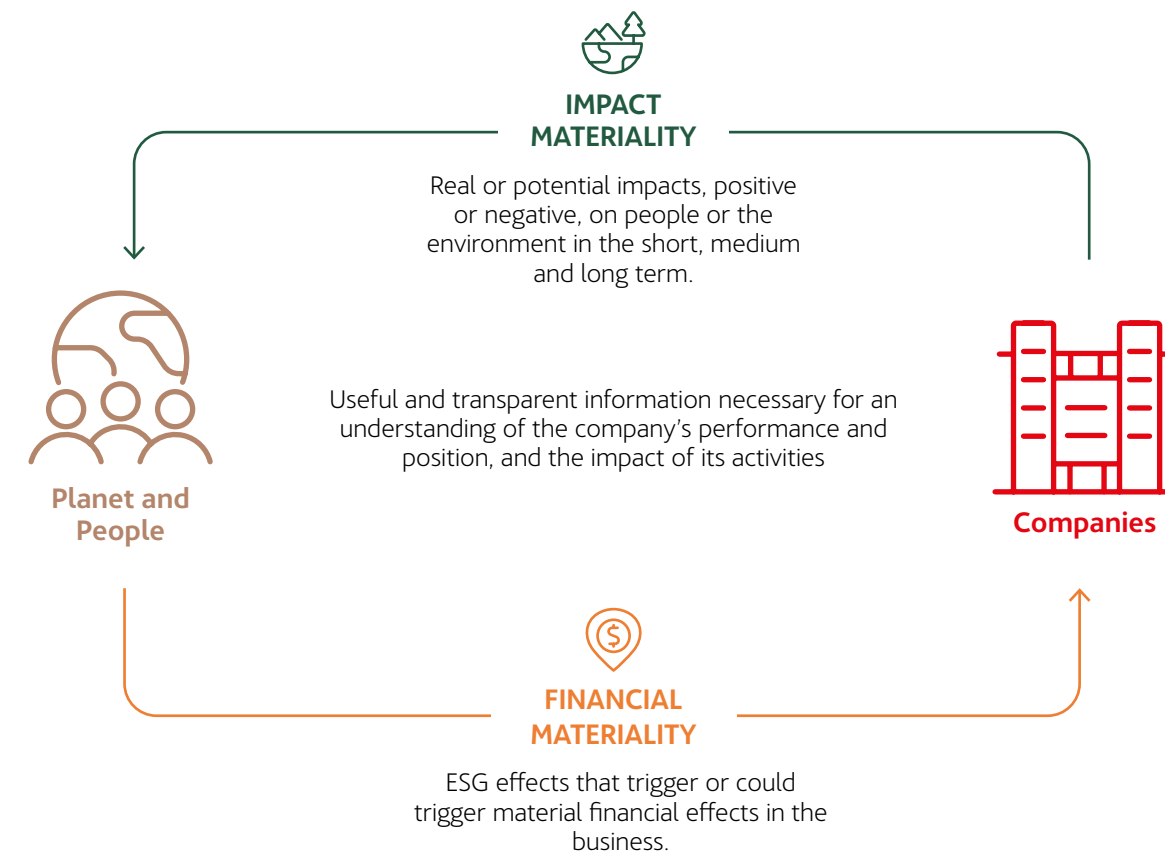 IMPACT
MATERIALITY
Real or potential impacts, positive
or negative, on people or the
environment in the short, medium
and long term.
Useful and transparent information necessary for an
understanding of the company's performance and
position, and the impact of its activities
Planet and
People
Companies
$
FINANCIAL
MATERIALITY
ESG effects that trigger or could
trigger material financial effects in the
business.